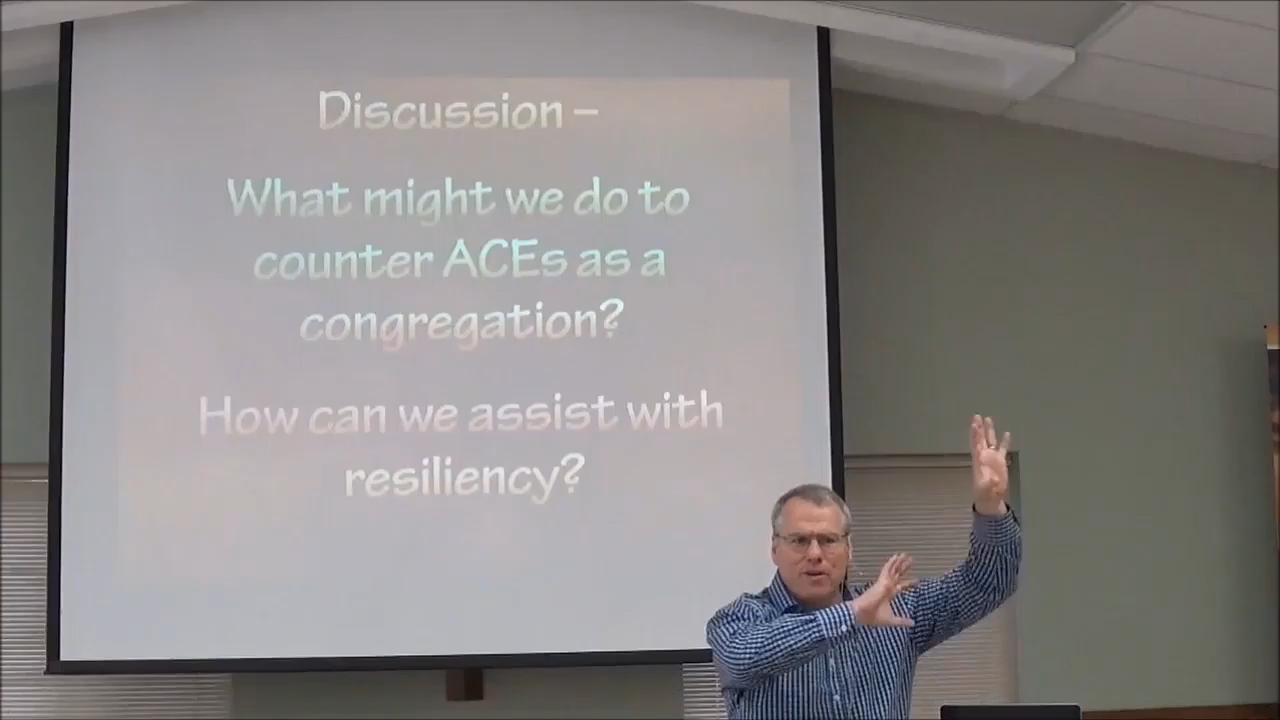 Discussion –
What might we do to
counter ACEs as a
congregation?
How can we assist with
resiliency?